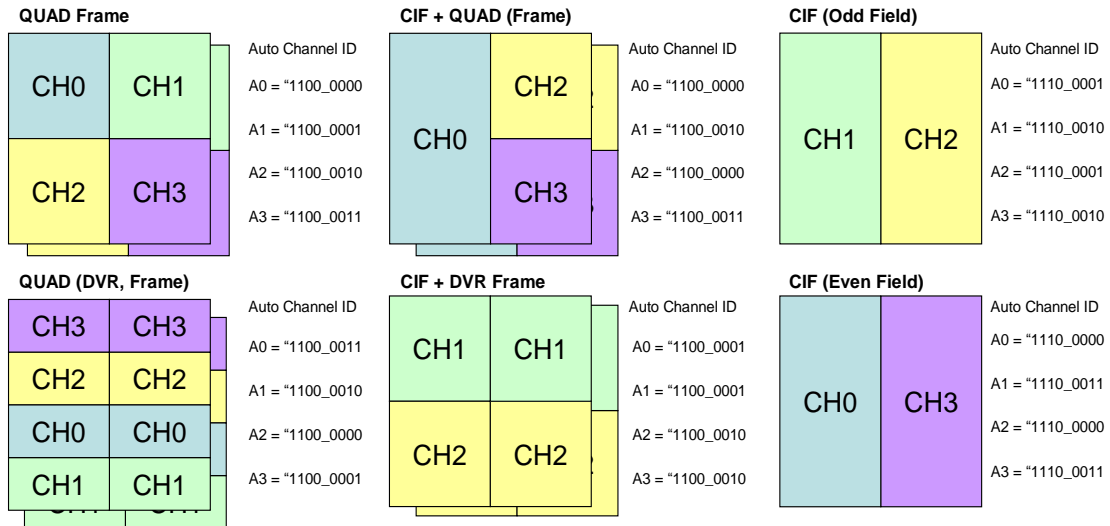 QUAD Frame
CH0 CH1
CH2 CH3
Auto Channel ID
A0 = “1100_0000
A1 = “1100_0001
A2 = “1100_0010
A3 = “1100_0011
CIF + QUAD (Frame)
CH0
CH2
CH3
Auto Channel ID
A0 = “1100_0000
A1 = “1100_0010
A2 = “1100_0000
A3 = “1100_0011
CIF (Odd Field)
CH1 CH2
Auto Channel ID
A0 = “1110_0001
A1 = “1110_0010
A2 = “1110_0001
A3 = “1110_0010
QUAD (DVR, Frame)
CH3 CH3
CH2 CH2
CH0 CH0
CH1 CH1
Auto Channel ID
A0 = “1100_0011
A1 = “1100_0010
A2 = “1100_0000
A3 = “1100_0001
CIF + DVR Frame
CH1 CH1
CH2 CH2
Auto Channel ID
A0 = “1100_0001
A1 = “1100_0001
A2 = “1100_0010
A3 = “1100_0010
CIF (Even Field)
CH0 CH3
Auto Channel ID
A0 = “1110_0000
A1 = “1110_0011
A2 = “1110_0000
A3 = “1110_0011